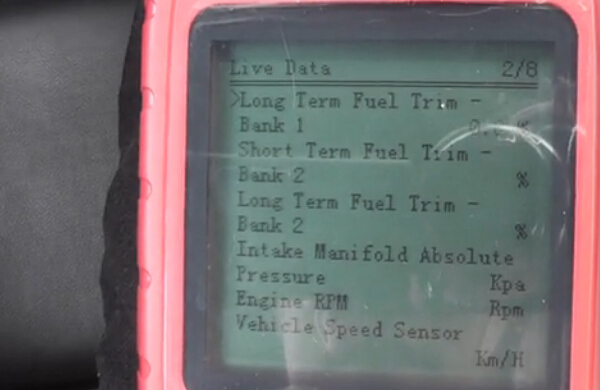 Live Data 2/8
>Long Term Fuel Trim -
Bank 1 %
Short Term Fuel Trim -
Bank 2 %
Long Term Fuel Trim -
Bank 2 %
Intake Manifold Absolute
Pressure Kpa
Engine RPM Rpm
Vehicle Speed Sensor
Km/H